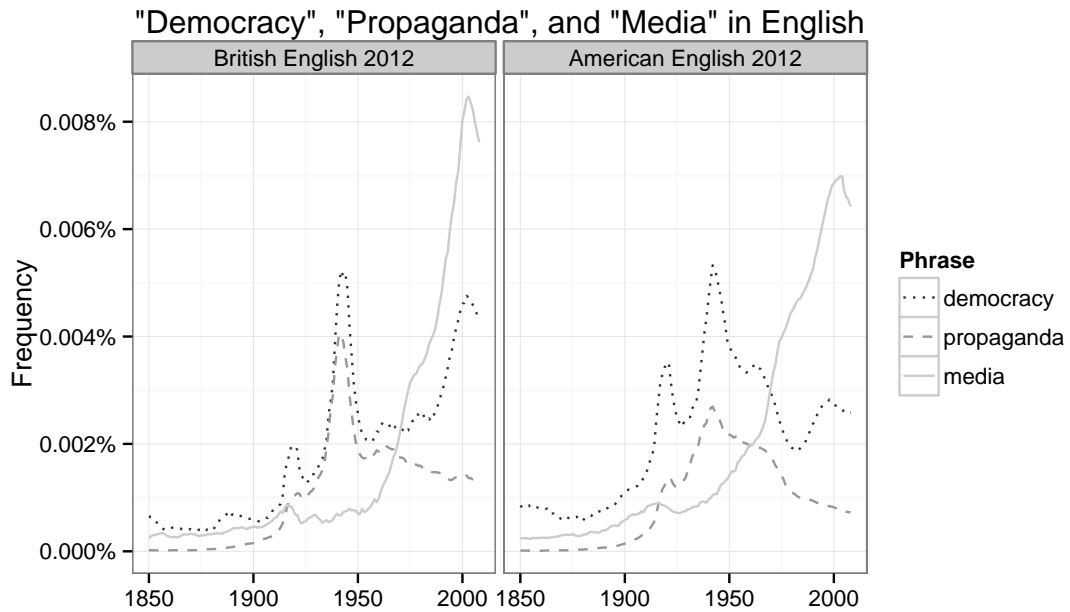 "Democracy", "Propaganda", and "Media" in English
British English 2012
American English 2012
Frequency
0.008%
0.006%
0.004%
0.002%
0.000%
1850 1900 1950 2000
1850 1900 1950 2000
Phrase
democracy
propaganda
media